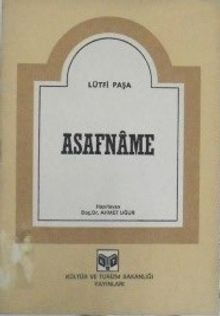 LÜTFİ PAŞA
ASAFNÂME
Hazırlayan
Doç.Dr. AHMET UĞUR
KÜLTÜR VE TURİZM BAKANLIĞI
YAYINLARI